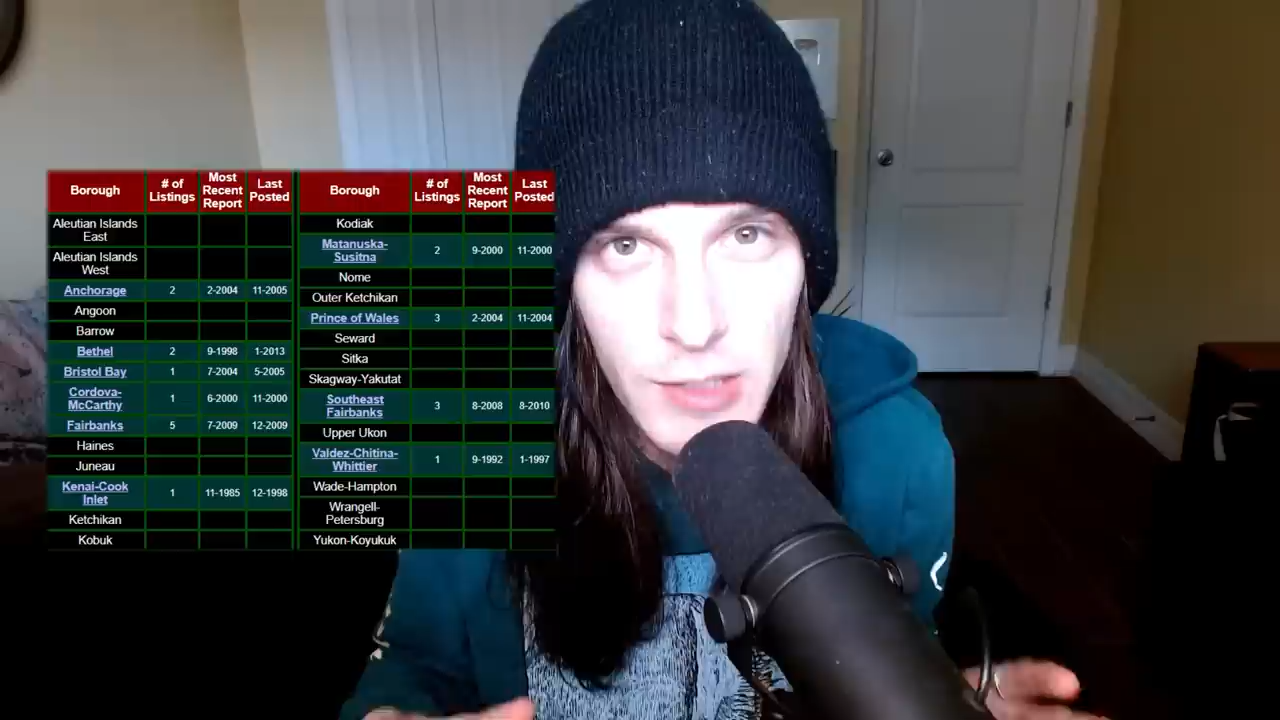 Borough # of Listings Most Recent Report Last Posted
Aleutian Islands East
Aleutian Islands West
Anchorage 2 2-2004 11-2005
Angoon
Barrow
Bethel 2 9-1998 1-2013
Bristol Bay 1 7-2004 5-2005
Cordova-McCarthy 1 6-2000 11-2000
Fairbanks 5 7-2009 12-2009
Haines
Juneau
Kenai-Cook Inlet 1 11-1985 12-1998
Ketchikan
Kobuk
Borough # of Listings Most Recent Report Last Posted
Kodiak
Matanuska-Susitna 2 9-2000 11-2000
Nome
Outer Ketchikan
Prince of Wales 3 2-2004 11-2004
Seward
Sitka
Skagway-Yakutat
Southeast Fairbanks 3 8-2008 8-2010
Upper Ukon
Valdez-Chitina-Whittier 1 9-1992 1-1997
Wade-Hampton
Wrangell-Petersburg
Yukon-Koyukuk